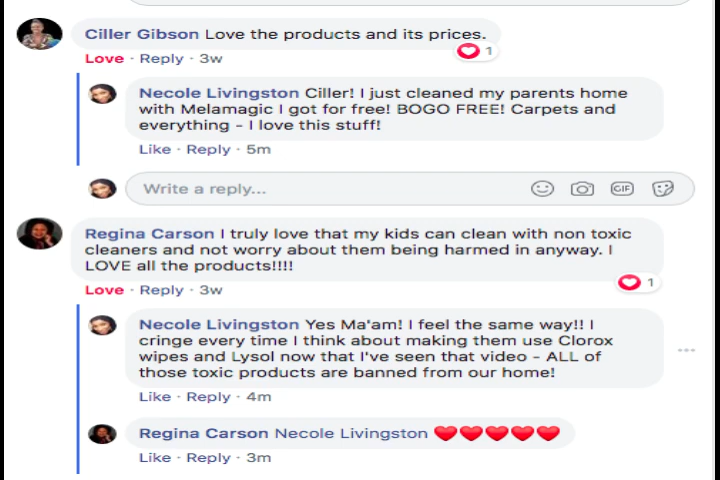 Ciller Gibson Love the products and its prices.
1
Love · Reply · 3w
Necole Livingston Ciller! I just cleaned my parents home
with Melamagic I got for free! BOGO FREE! Carpets and
everything - I love this stuff!
Like · Reply · 5m
Write a reply...
GIF
Regina Carson I truly love that my kids can clean with non toxic
cleaners and not worry about them being harmed in anyway. I
LOVE all the products!!!!
1
Love · Reply · 3w
Necole Livingston Yes Ma'am! I feel the same way!! I
cringe every time I think about making them use Clorox
wipes and Lysol now that I've seen that video - ALL of
those toxic products are banned from our home!
Like · Reply · 4m
Regina Carson Necole Livingston ❤️❤️❤️❤️❤️
Like · Reply · 3m